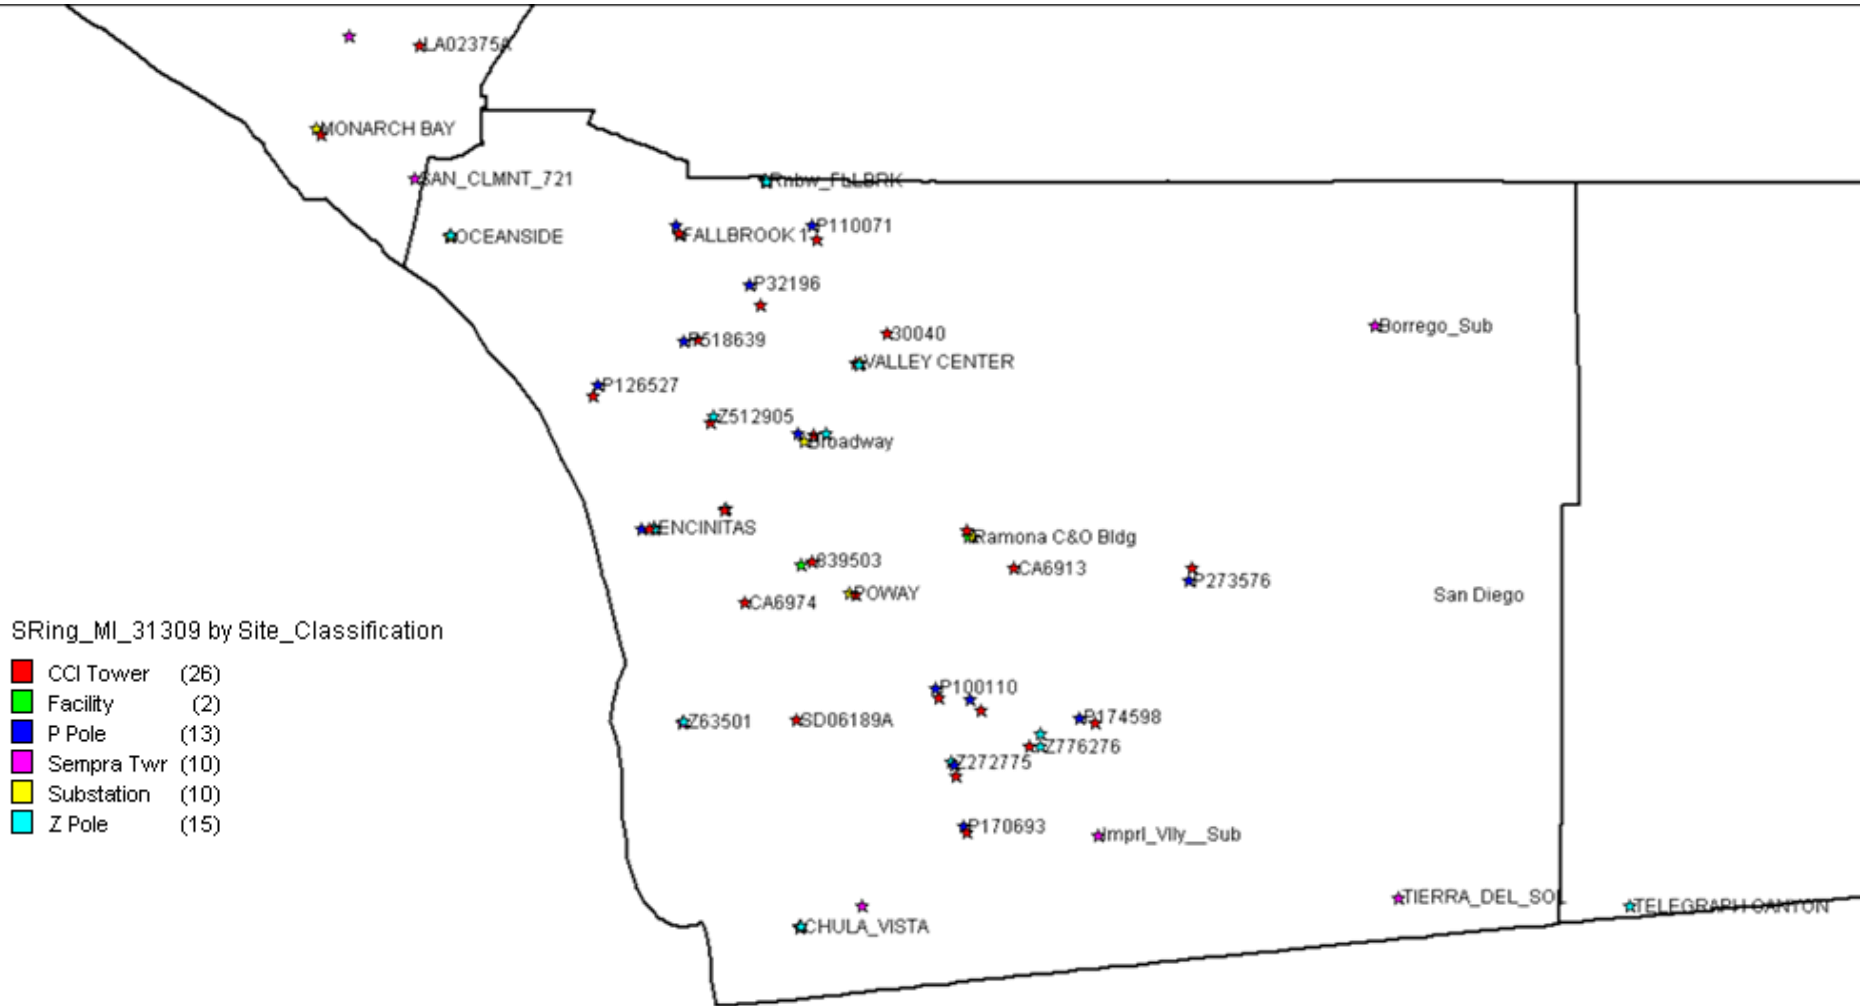 LA02375A
MONARCH BAY
SAN_CLMNT_721
Rnbw_FLLBRK
OCEANSIDE
FALLBROOK 1
P110071
P32196
Borrego_Sub
30040
P518639
VALLEY CENTER
P126527
Z512905
Broadway
ENCINITAS
Ramona C&O Bldg
839503
CA6913
P273576
POWAY
San Diego
CA6974
SRing_MI_31309 by Site_Classification
CCI Tower (26)
Facility (2)
P Pole (13)
Sempra Twr (10)
Substation (10)
Z Pole (15)
P100110
Z63501
SD06189A
P174598
Z776276
Z272775
P170693
Imprl_Vlly__Sub
TIERRA_DEL_SOL
TELEGRAPH CANYON
CHULA_VISTA